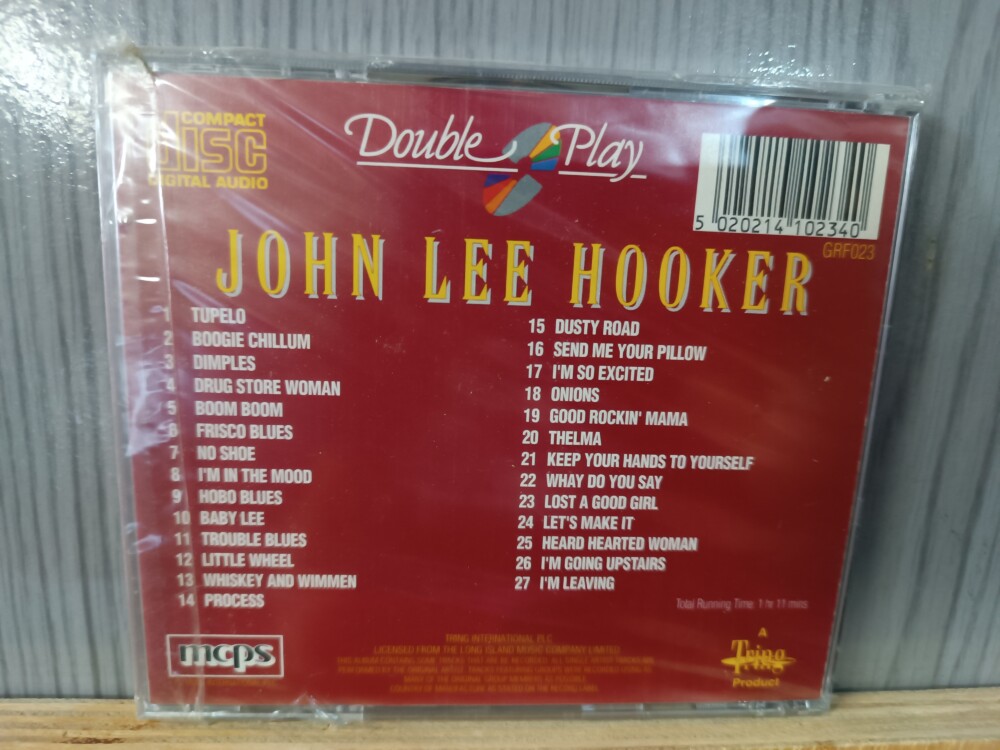 COMPACT
DISC
DIGITAL AUDIO
Double Play
5 020214 102340
GRF023
JOHN LEE HOOKER
1 TUPELO
2 BOOGIE CHILLUM
3 DIMPLES
4 DRUG STORE WOMAN
5 BOOM BOOM
6 FRISCO BLUES
7 NO SHOE
8 I'M IN THE MOOD
9 HOBO BLUES
10 BABY LEE
11 TROUBLE BLUES
12 LITTLE WHEEL
13 WHISKEY AND WIMMEN
14 PROCESS
15 DUSTY ROAD
16 SEND ME YOUR PILLOW
17 I'M SO EXCITED
18 ONIONS
19 GOOD ROCKIN' MAMA
20 THELMA
21 KEEP YOUR HANDS TO YOURSELF
22 WHAY DO YOU SAY
23 LOST A GOOD GIRL
24 LET'S MAKE IT
25 HEARD HEARTED WOMAN
26 I'M GOING UPSTAIRS
27 I'M LEAVING
Total Running Time 1 hr 11 mins
mcps
TRING INTERNATIONAL PLC
LICENSED FROM THE LONG ISLAND MUSIC COMPANY LIMITED
A
Tring
Product